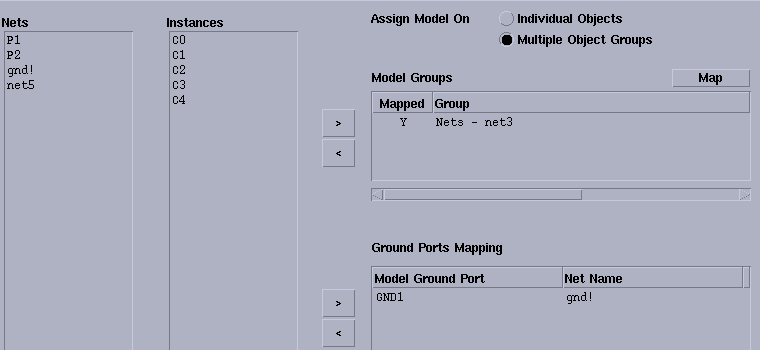 Nets
P1
P2
gnd!
net5
Instances
C0
C1
C2
C3
C4
>
<
>
<
Assign Model On
Individual Objects
Multiple Object Groups
Model Groups
Map
Mapped Group
Y Nets - net3
Ground Ports Mapping
Model Ground Port Net Name
GND1 gnd!